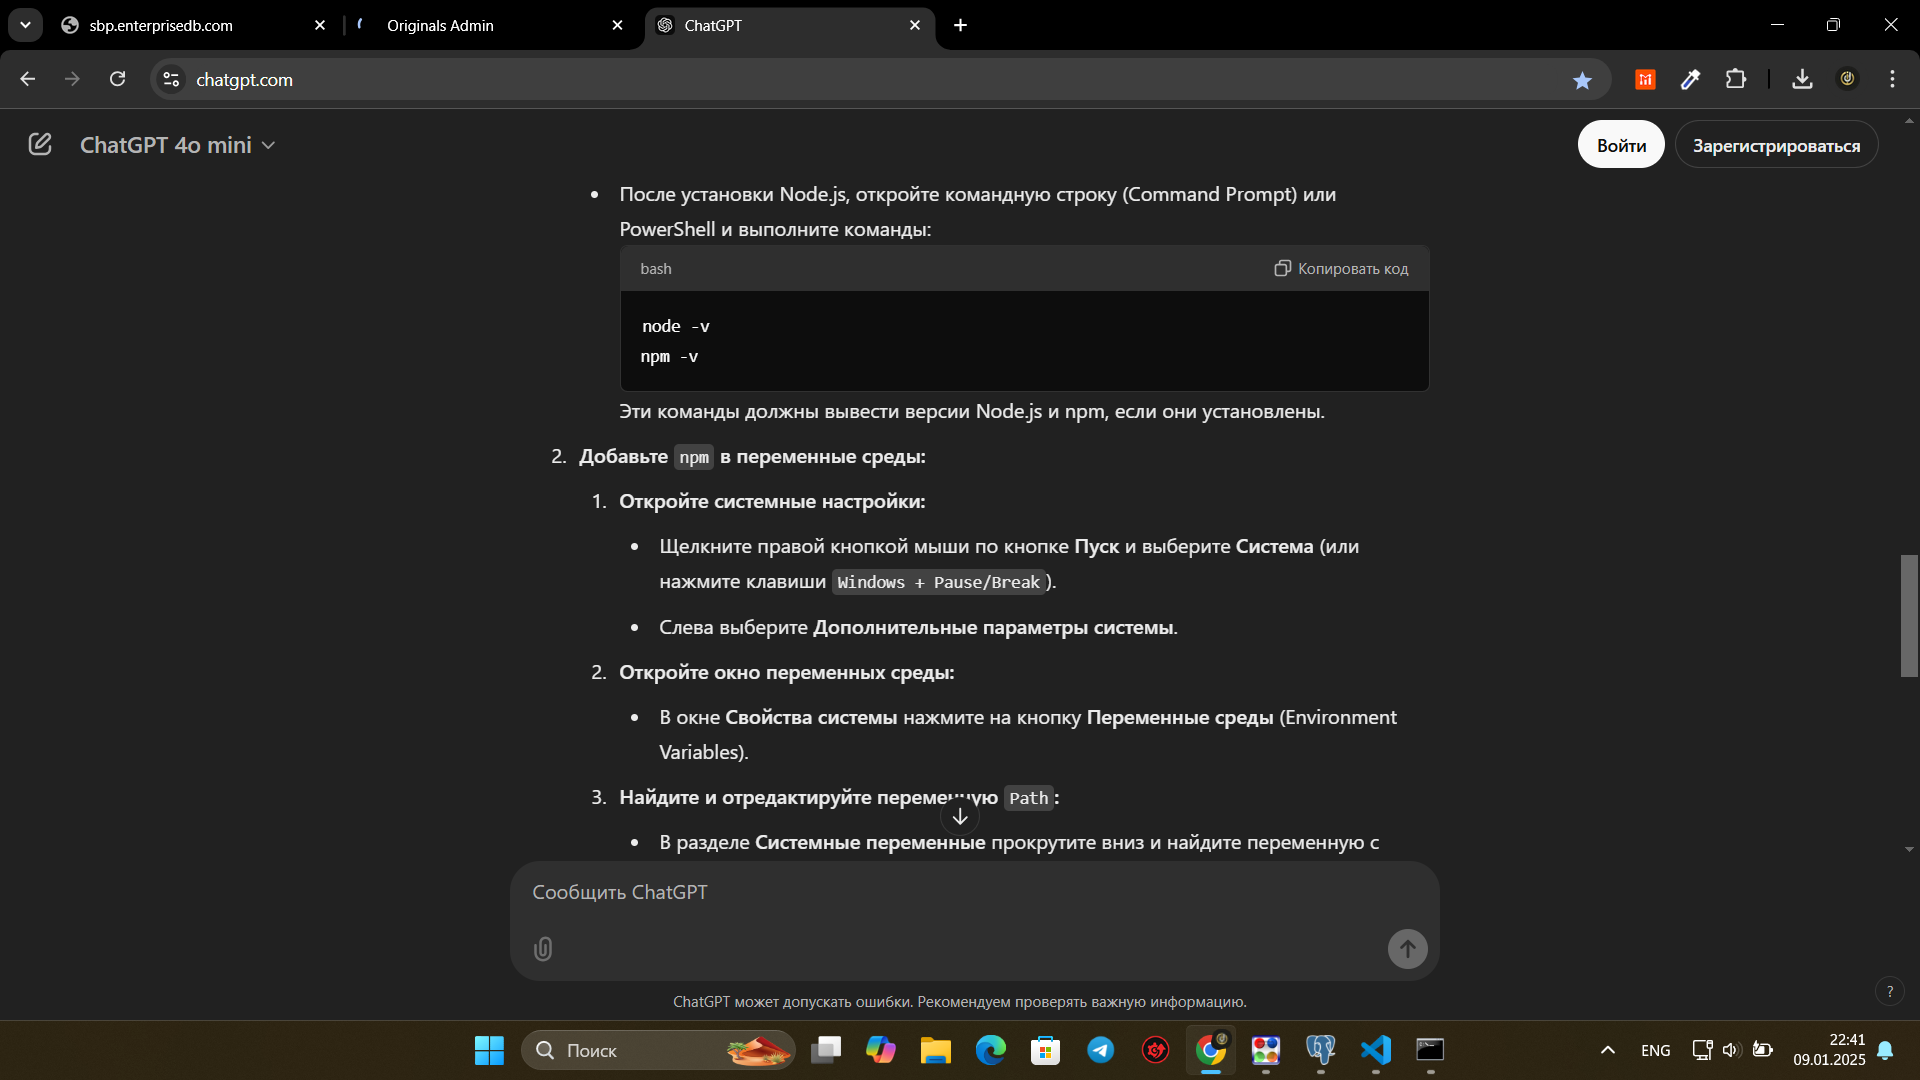 sbp.enterprisedb.com
Originals Admin
ChatGPT
chatgpt.com
ChatGPT 4o mini
Войти
Зарегистрироваться
• После установки Node.js, откройте командную строку (Command Prompt) или
PowerShell и выполните команды:
bash
Копировать код
node -v
npm -v
Эти команды должны вывести версии Node.js и npm, если они установлены.
2. Добавьте npm в переменные среды:
1. Откройте системные настройки:
• Щелкните правой кнопкой мыши по кнопке Пуск и выберите Система (или
нажмите клавиши Windows + Pause/Break).
• Слева выберите Дополнительные параметры системы.
2. Откройте окно переменных среды:
• В окне Свойства системы нажмите на кнопку Переменные среды (Environment
Variables).
3. Найдите и отредактируйте переменную Path:
• В разделе Системные переменные прокрутите вниз и найдите переменную с
Сообщить ChatGPT
ChatGPT может допускать ошибки. Рекомендуем проверять важную информацию.
?
Поиск
ENG
22:41
09.01.2025